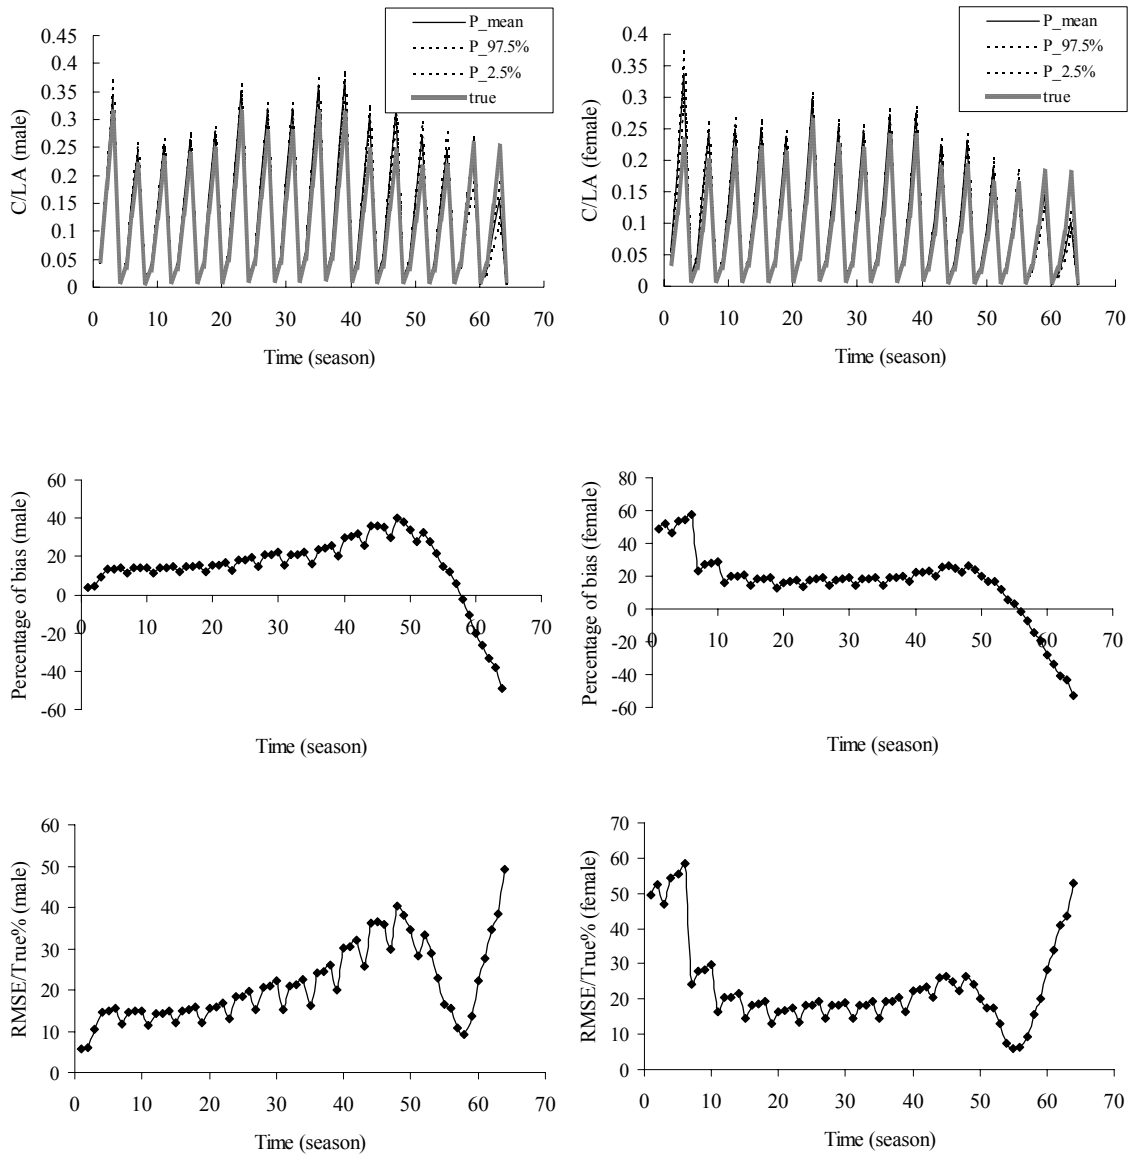 P_mean
P_97.5%
P_2.5%
true
0.45
0.4
0.35
0.3
0.25
0.2
0.15
0.1
0.05
0
C/LA (male)
0 10 20 30 40 50 60 70
Time (season)
P_mean
P_97.5%
P_2.5%
true
0.4
0.35
0.3
0.25
0.2
0.15
0.1
0.05
0
C/LA (female)
0 10 20 30 40 50 60 70
Time (season)
60
40
20
0
-20
-40
-60
Percentage of bias (male)
0 10 20 30 40 50 60 70
Time (season)
80
60
40
20
0
-20
-40
-60
Percentage of bias (female)
0 10 20 30 40 50 60 70
Time (season)
60
50
40
30
20
10
0
RMSE/True% (male)
0 10 20 30 40 50 60 70
Time (season)
70
60
50
40
30
20
10
0
RMSE/True% (female)
0 10 20 30 40 50 60 70
Time (season)